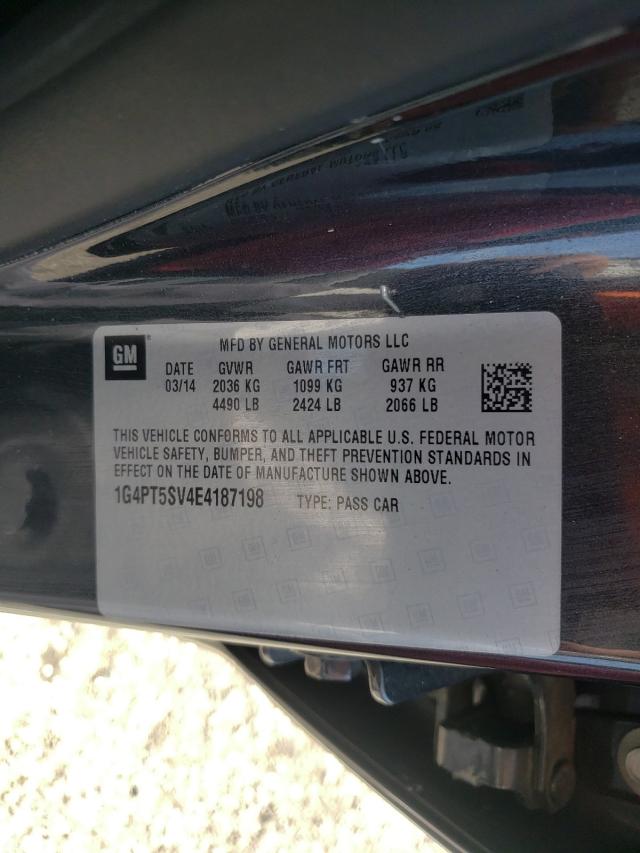 GM
MFD BY GENERAL MOTORS LLC
DATE GVWR GAWR FRT GAWR RR
03/14 2036 KG 1099 KG 937 KG
4490 LB 2424 LB 2066 LB
THIS VEHICLE CONFORMS TO ALL APPLICABLE U.S. FEDERAL MOTOR
VEHICLE SAFETY, BUMPER, AND THEFT PREVENTION STANDARDS IN
EFFECT ON THE DATE OF MANUFACTURE SHOWN ABOVE.
1G4PT5SV4E4187198 TYPE: PASS CAR